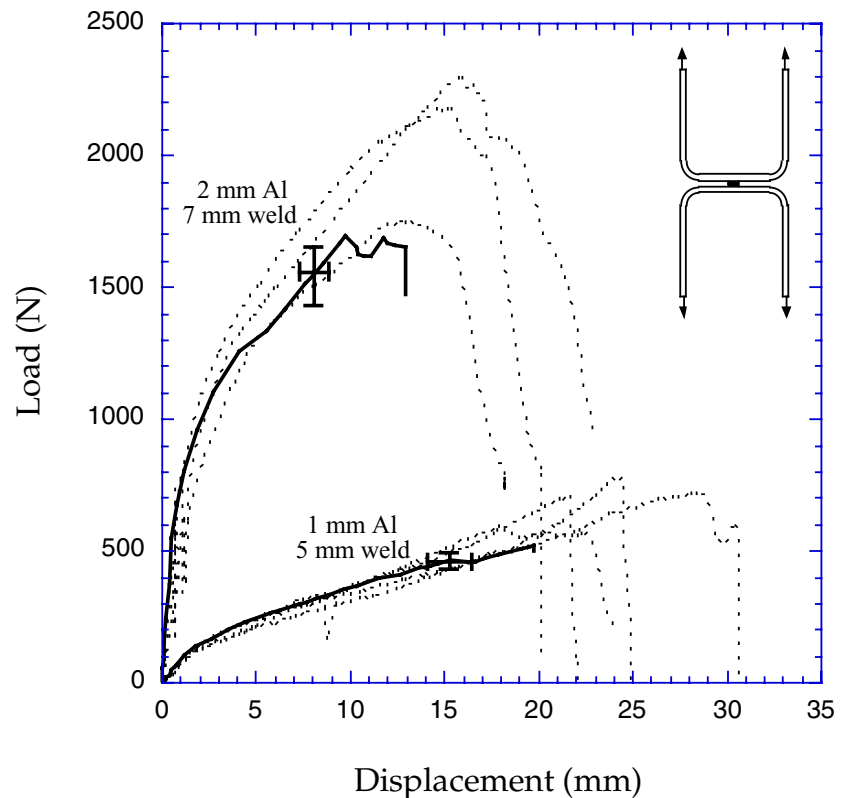 2500
2000
1500
1000
500
0
Load (N)
2 mm Al
7 mm weld
1 mm Al
5 mm weld
0 5 10 15 20 25 30 35
Displacement (mm)